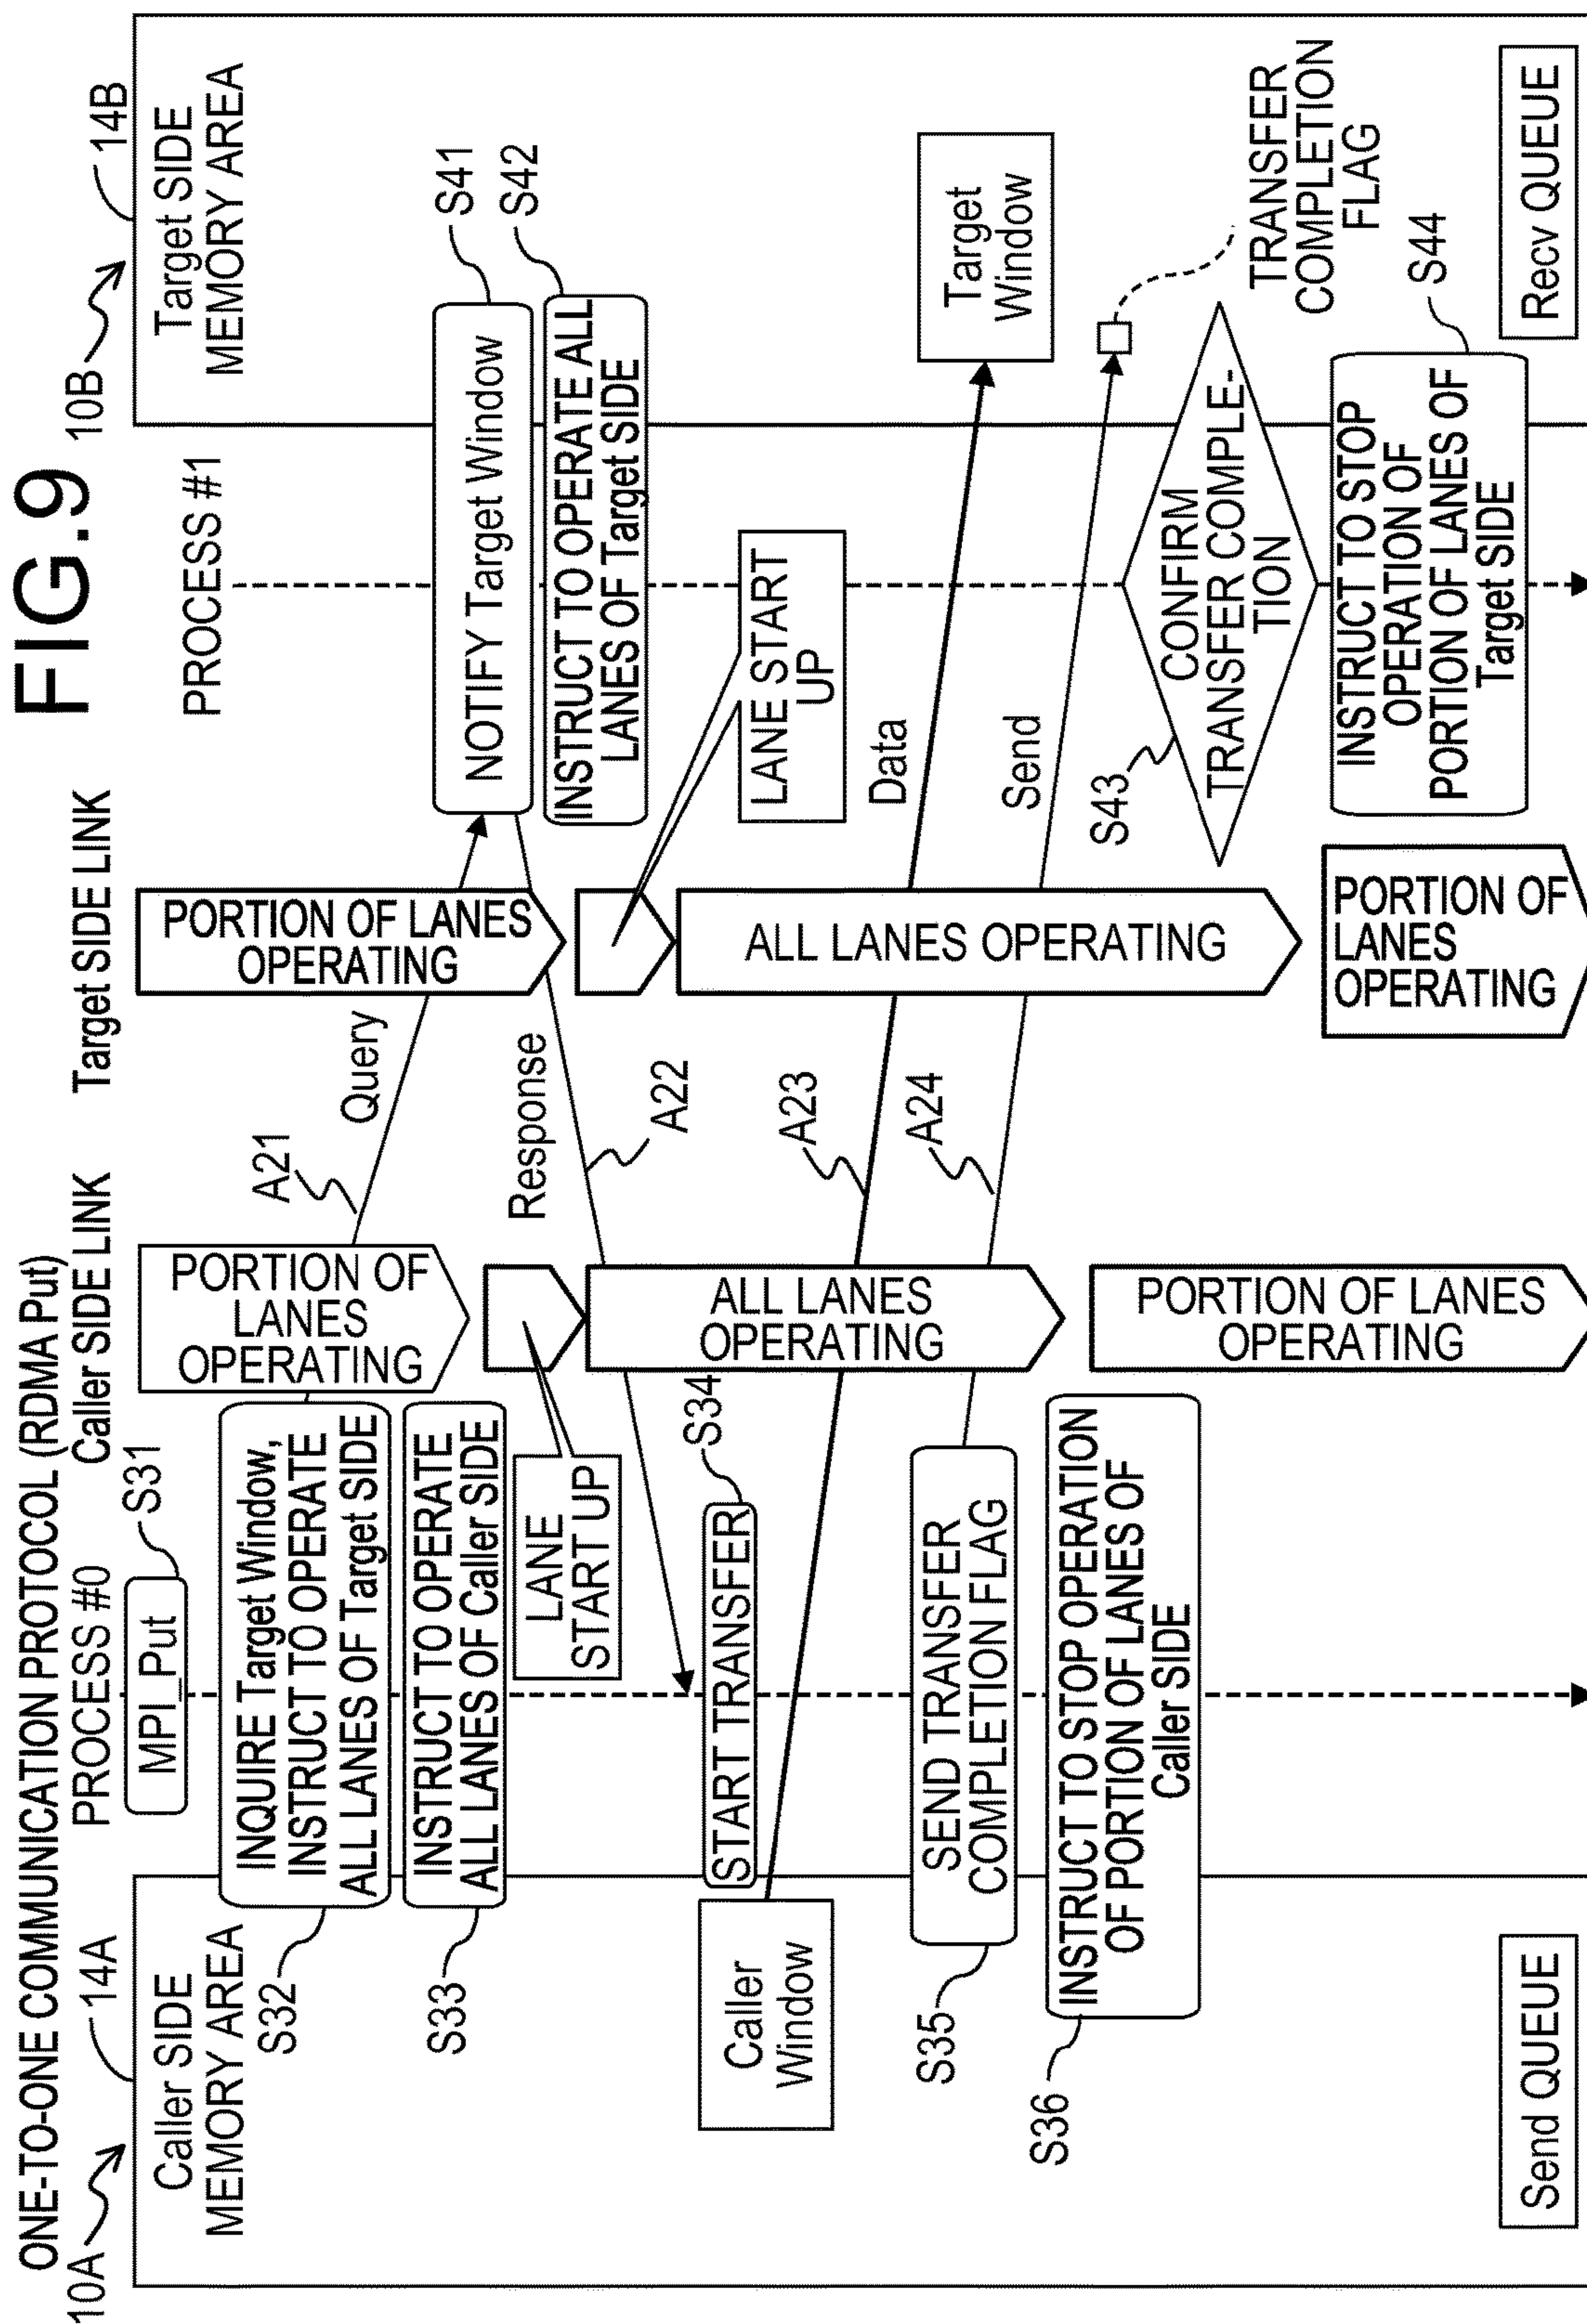 FIG.9
ONE-TO-ONE COMMUNICATION PROTOCOL (RDMA Put)
10A
14A
Caller SIDE
MEMORY AREA
PROCESS #0
Caller SIDE LINK
Target SIDE LINK
PROCESS #1
10B
14B
Target SIDE
MEMORY AREA
MPI_Put
S31
INQUIRE Target Window,
INSTRUCT TO OPERATE
ALL LANES OF Target SIDE
S32
INSTRUCT TO OPERATE
ALL LANES OF Caller SIDE
S33
PORTION OF
LANES
OPERATING
A21
Query
PORTION OF LANES
OPERATING
NOTIFY Target Window
S41
INSTRUCT TO OPERATE ALL
LANES OF Target SIDE
S42
LANE
START UP
Response
A22
LANE START
UP
START TRANSFER
S34
Caller
Window
ALL LANES
OPERATING
A23
ALL LANES OPERATING
Data
Target
Window
SEND TRANSFER
COMPLETION FLAG
S35
A24
Send
TRANSFER
COMPLETION
FLAG
INSTRUCT TO STOP OPERATION
OF PORTION OF LANES OF
Caller SIDE
S36
PORTION OF LANES
OPERATING
S43
CONFIRM
TRANSFER COMPLE-
TION
PORTION OF
LANES
OPERATING
INSTRUCT TO STOP
OPERATION OF
PORTION OF LANES OF
Target SIDE
S44
Send QUEUE
Recv QUEUE